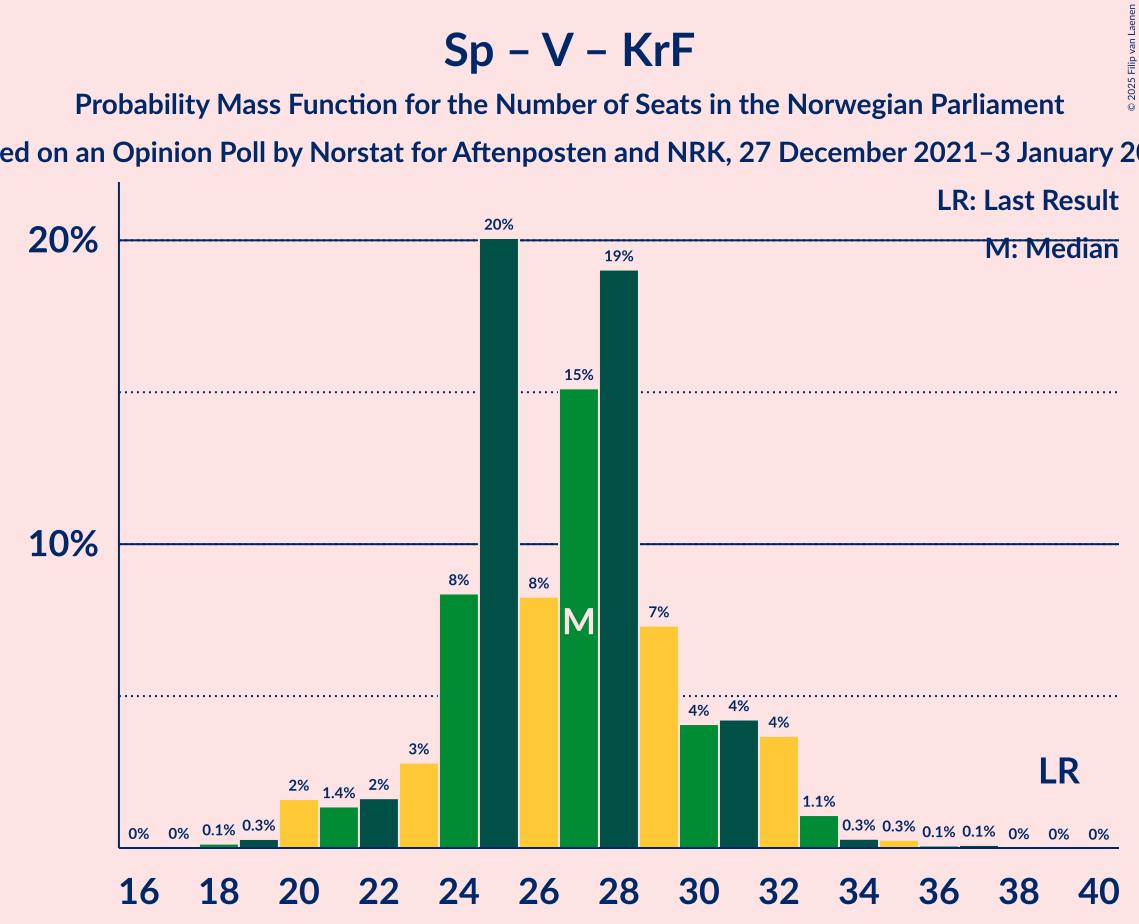 Sp – V – KrF
Probability Mass Function for the Number of Seats in the Norwegian Parliament
ed on an Opinion Poll by Norstat for Aftenposten and NRK, 27 December 2021–3 January 20
© 2025 Filip van Laenen
LR: Last Result
M: Median
20%
10%
0% 0% 0.1% 0.3% 2% 1.4% 2% 3% 8% 20% 8% 15% 19% 7% 4% 4% 4% 1.1% 0.3% 0.3% 0.1% 0.1% 0% 0% 0%
M
LR
16 18 20 22 24 26 28 30 32 34 36 38 40